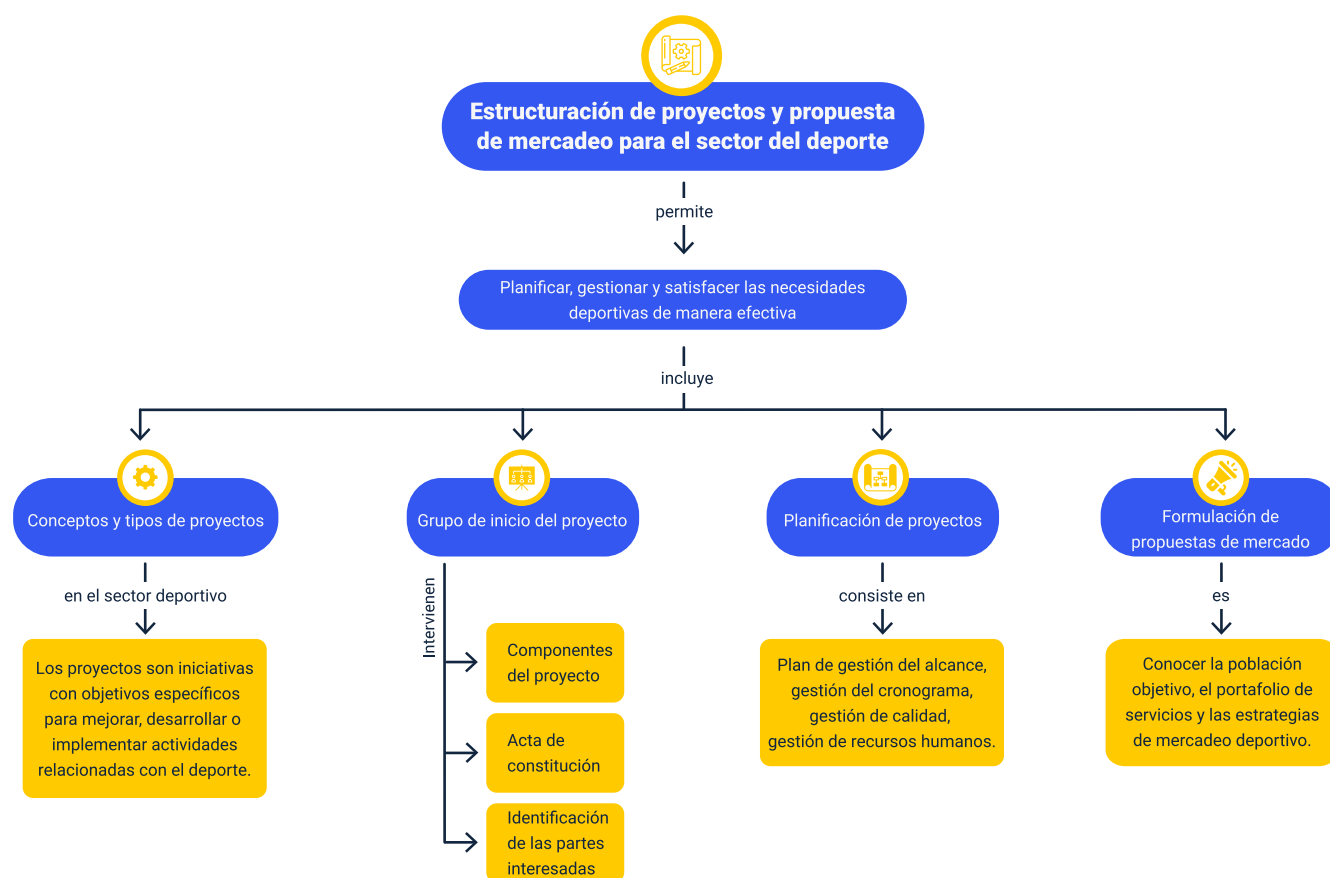 Estructuración de proyectos y propuesta
de mercadeo para el sector del deporte
permite
Planificar, gestionar y satisfacer las necesidades
deportivas de manera efectiva
incluye
Conceptos y tipos de proyectos
en el sector deportivo
Los proyectos son iniciativas
con objetivos específicos
para mejorar, desarrollar o
implementar actividades
relacionadas con el deporte.
Grupo de inicio del proyecto
Intervienen
Componentes
del proyecto
Acta de
constitución
Identificación
de las partes
interesadas
Planificación de proyectos
consiste en
Plan de gestión del alcance,
gestión del cronograma,
gestión de calidad,
gestión de recursos humanos.
Formulación de
propuestas de mercado
es
Conocer la población
objetivo, el portafolio de
servicios y las estrategias
de mercadeo deportivo.